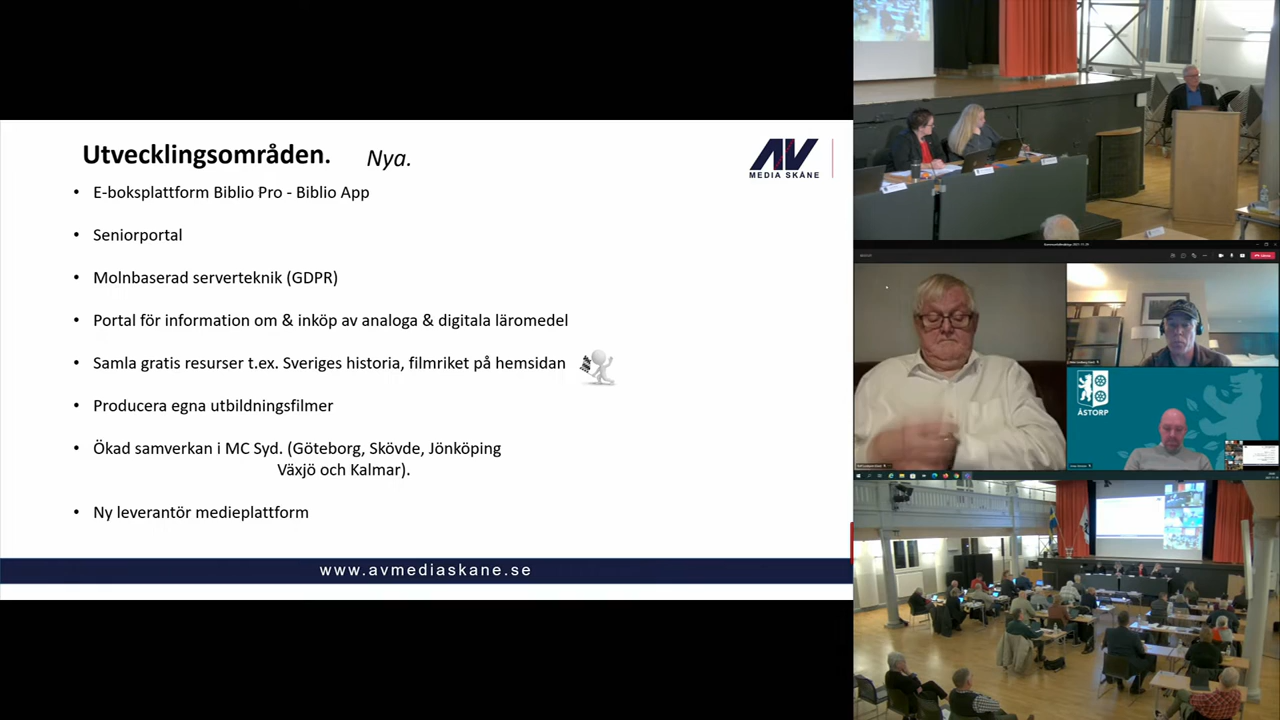 Utvecklingsområden. Nya.
AV
MEDIA SKÅNE
• E-boksplattform Biblio Pro - Biblio App
• Seniorportal
• Molnbaserad serverteknik (GDPR)
• Portal för information om & inköp av analoga & digitala läromedel
• Samla gratis resurser t.ex. Sveriges historia, filmriket på hemsidan
• Producera egna utbildningsfilmer
• Ökad samverkan i MC Syd. (Göteborg, Skövde, Jönköping
Växjö och Kalmar).
• Ny leverantör medieplattform
www.avmediaskane.se
ÅSTORP